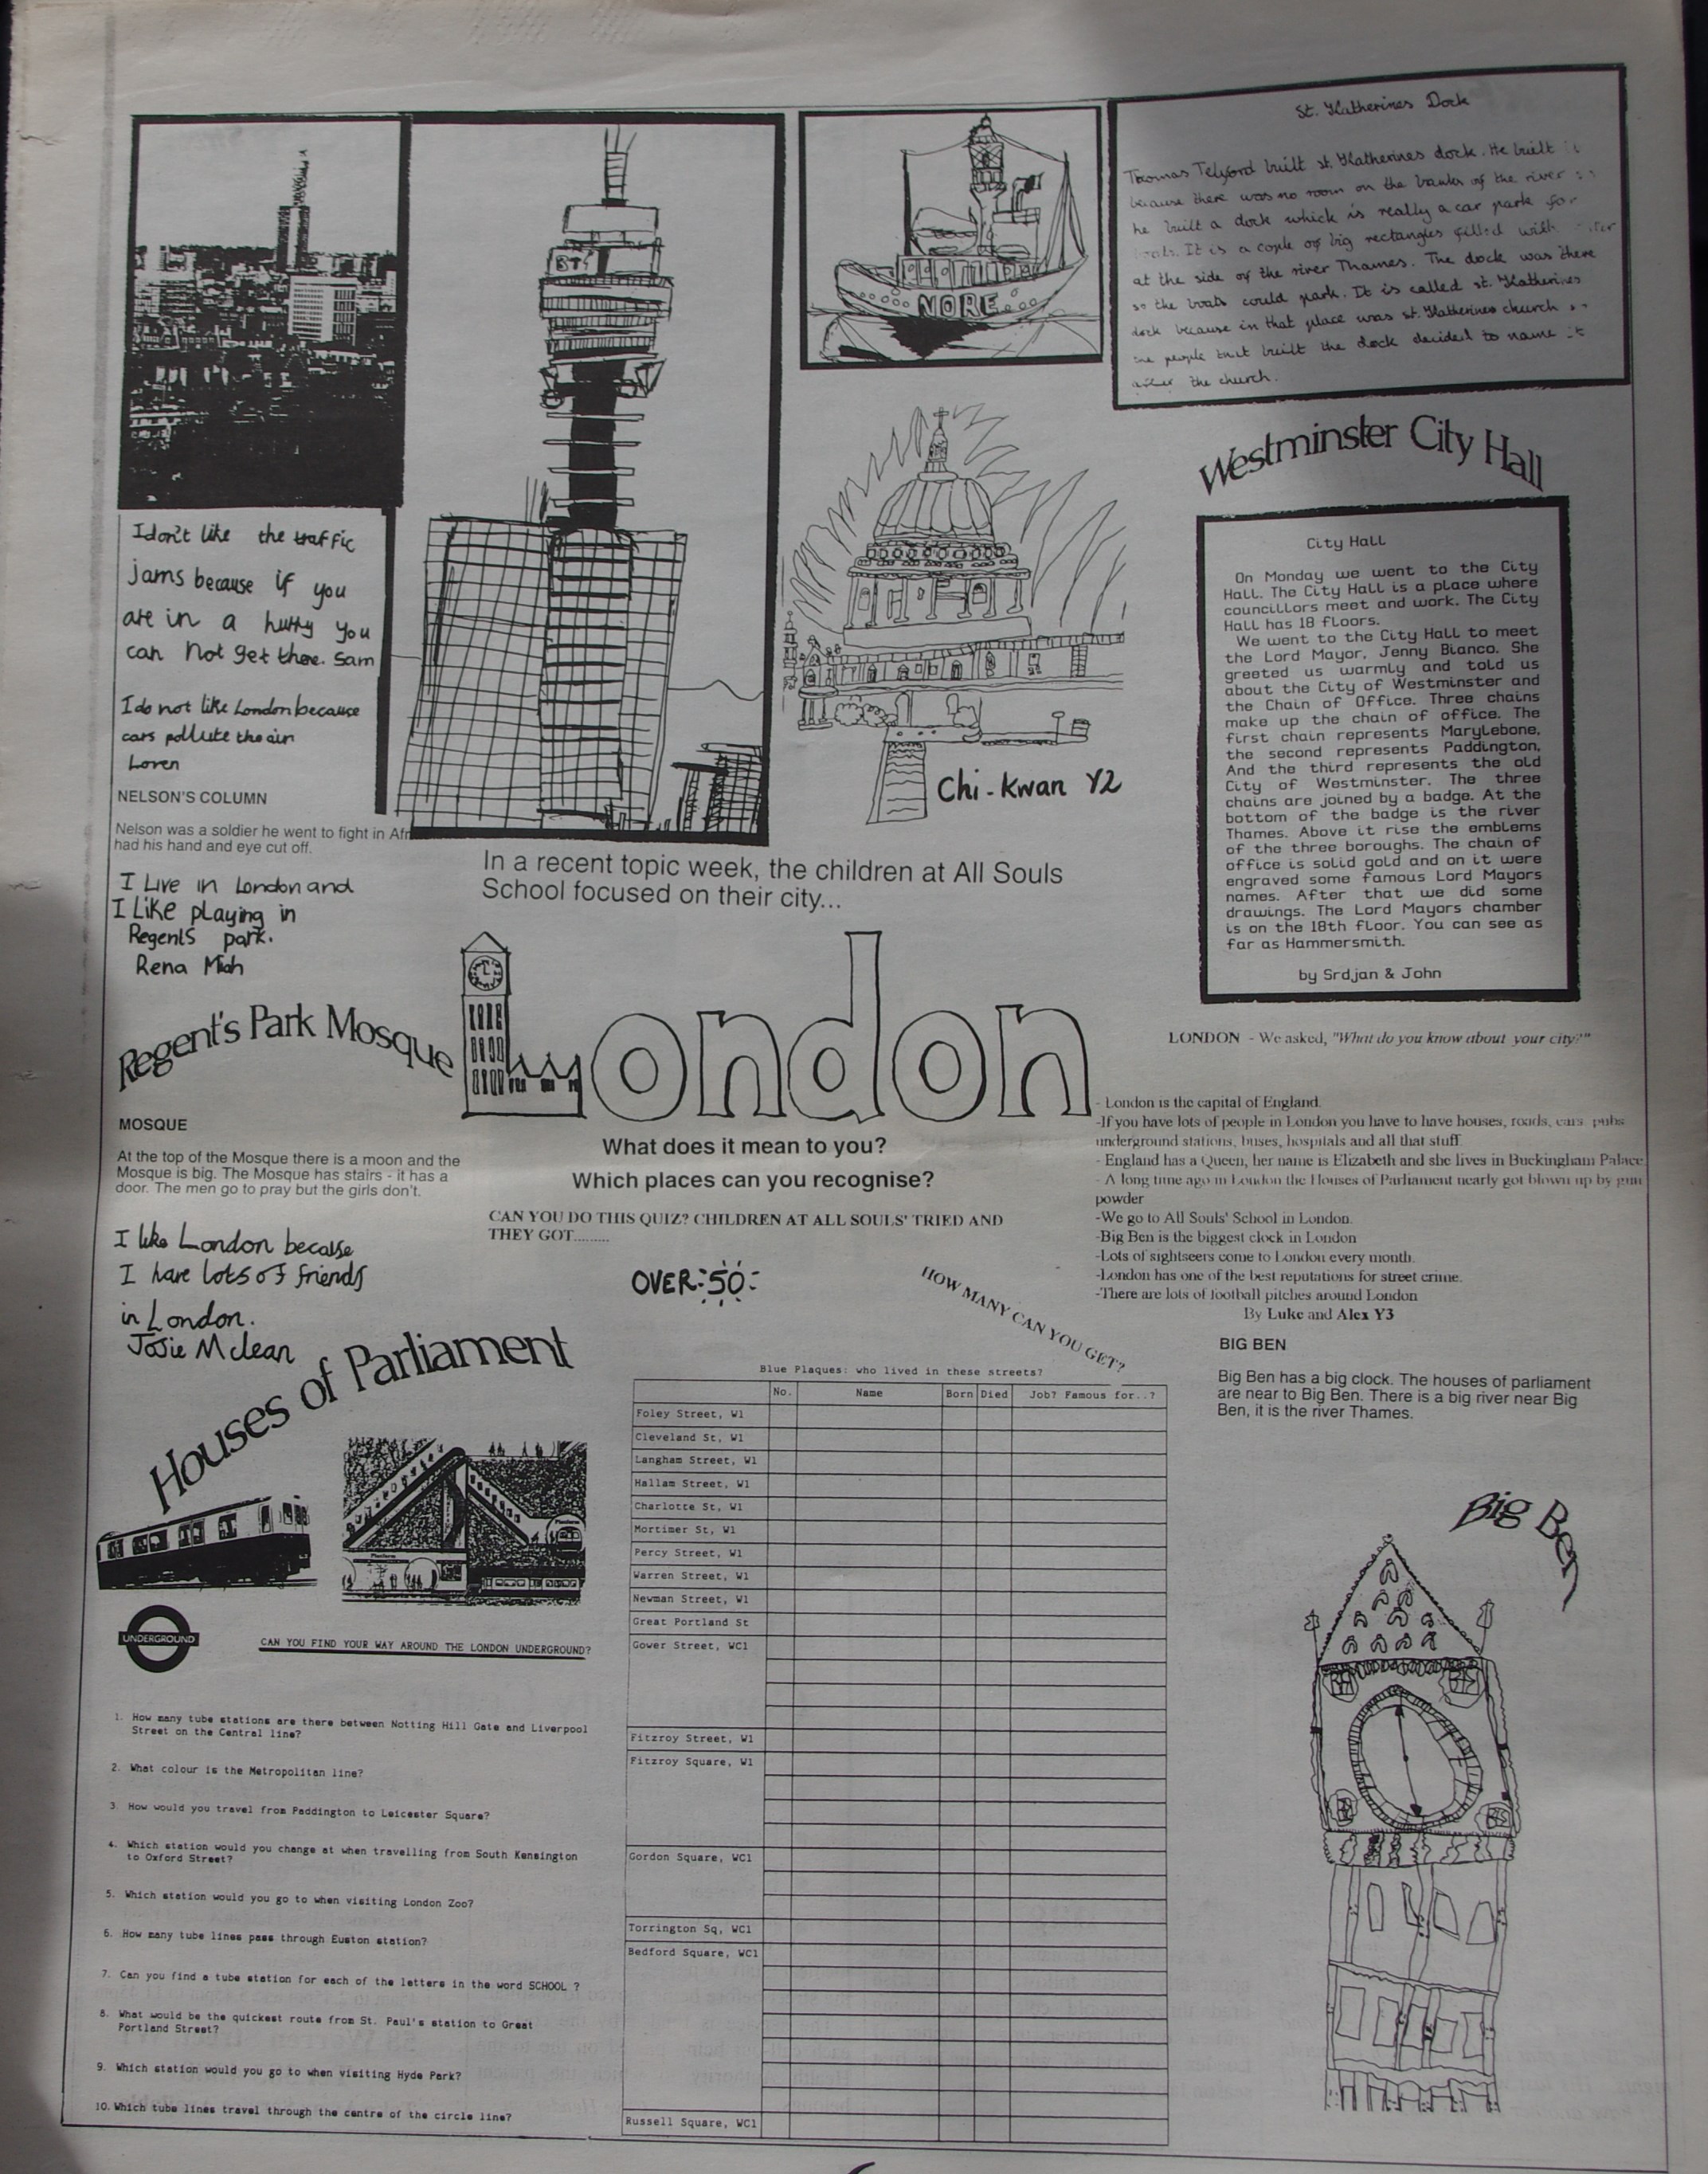 St. Katherines Dock
Thomas Telford built st. Katherines dock. He built
because there was no room on the banks of the river
he built a dock which is really a car park for
It is a cople of big rectangles filled with
at the side of the river Thames. The dock was there
so the boats could park. It is called st. Katherines
dock because in that place was st. Katherines church
the people that built the dock decided to name it
after the church.
BT
NORE
I don't like the traffic
jams because if you
are in a hurry you
can not get there. Sam
I do not like London because
cars pollute the air
Loren
NELSON'S COLUMN
Nelson was a soldier he went to fight in Afr
had his hand and eye cut off.
I Live in London and
I Like playing in
Regents park.
Rena Miah
Chi-Kwan Y2
In a recent topic week, the children at All Souls
School focused on their city...
Westminster City Hall
City Hall
On Monday we went to the City
Hall. The City Hall is a place where
councillors meet and work. The City
Hall has 18 floors.
We went to the City Hall to meet
the Lord Mayor, Jenny Bianco. She
greeted us warmly and told us
about the City of Westminster and
the Chain of Office. Three chains
make up the chain of office. The
first chain represents Marylebone,
the second represents Paddington,
And the third represents the old
City of Westminster. The three
chains are joined by a badge. At the
bottom of the badge is the river
Thames. Above it rise the emblems
of the three boroughs. The chain of
office is solid gold and on it were
engraved some famous Lord Mayors
names. After that we did some
drawings. The Lord Mayors chamber
is on the 18th floor. You can see as
far as Hammersmith.
by Srdjan & John
Regent's Park Mosque
MOSQUE
At the top of the Mosque there is a moon and the
Mosque is big. The Mosque has stairs - it has a
door. The men go to pray but the girls don't.
I like London becalse
I have lots of friends
in London.
Josie Mclean
London
What does it mean to you?
Which places can you recognise?
CAN YOU DO THIS QUIZ? CHILDREN AT ALL SOULS' TRIED AND
THEY GOT.........
OVER 50
HOW MANY CAN YOU GET?
LONDON - We asked, "What do you know about your city?"
- London is the capital of England.
-If you have lots of people in London you have to have houses, roads, cars pubs
underground stations, buses, hospitals and all that stuff
- England has a Queen, her name is Elizabeth and she lives in Buckingham Palace
- A long time ago in London the Houses of Parliament nearly got blown up by gun
powder
-We go to All Souls' School in London.
-Big Ben is the biggest clock in London
-Lots of sightseers come to London every month.
-London has one of the best reputations for street crime.
-There are lots of football pitches around London
By Luke and Alex Y3
BIG BEN
Big Ben has a big clock. The houses of parliament
are near to Big Ben. There is a big river near Big
Ben, it is the river Thames.
Big Ben
Houses of Parliament
Platform
Platform
UNDERGROUND
CAN YOU FIND YOUR WAY AROUND THE LONDON UNDERGROUND?
1. How many tube stations are there between Notting Hill Gate and Liverpool
Street on the Central line?
2. What colour is the Metropolitan line?
3. How would you travel from Paddington to Leicester Square?
4. Which station would you change at when travelling from South Kensington
to Oxford Street?
5. Which station would you go to when visiting London Zoo?
6. How many tube lines pass through Euston station?
7. Can you find a tube station for each of the letters in the word SCHOOL ?
8. What would be the quickest route from St. Paul's station to Great
Portland Street?
9. Which station would you go to when visiting Hyde Park?
10. Which tube lines travel through the centre of the circle line?
Blue Plaques: who lived in these streets?
No. Name Born Died Job? Famous for..?
Foley Street, W1
Cleveland St, W1
Langham Street, W1
Hallam Street, W1
Charlotte St, W1
Mortimer St, W1
Percy Street, W1
Warren Street, W1
Newman Street, W1
Great Portland St
Gower Street, WC1
Fitzroy Street, W1
Fitzroy Square, W1
Gordon Square, WC1
Torrington Sq, WC1
Bedford Square, WC1
Russell Square, WC1